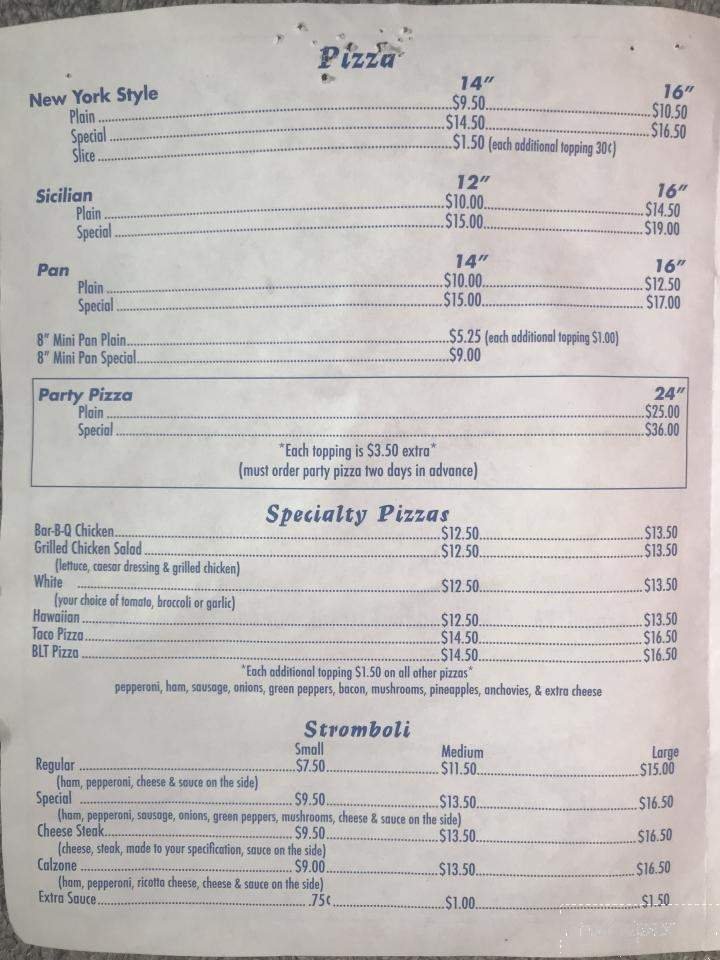 Pizza
New York Style 14" 16"
Plain $9.50 $10.50
Special $14.50 $16.50
Slice $1.50 (each additional topping 30¢)
Sicilian 12" 16"
Plain $10.00 $14.50
Special $15.00 $19.00
Pan 14" 16"
Plain $10.00 $12.50
Special $15.00 $17.00
8" Mini Pan Plain $5.25 (each additional topping $1.00)
8" Mini Pan Special $9.00
Party Pizza 24"
Plain $25.00
Special $36.00
*Each topping is $3.50 extra*
(must order party pizza two days in advance)
Specialty Pizzas
Bar-B-Q Chicken $12.50 $13.50
Grilled Chicken Salad $12.50 $13.50
(lettuce, caesar dressing & grilled chicken)
White $12.50 $13.50
(your choice of tomato, broccoli or garlic)
Hawaiian $12.50 $13.50
Taco Pizza $14.50 $16.50
BLT Pizza $14.50 $16.50
*Each additional topping $1.50 on all other pizzas*
pepperoni, ham, sausage, onions, green peppers, bacon, mushrooms, pineapples, anchovies, & extra cheese
Stromboli
Small Medium Large
Regular $7.50 $11.50 $15.00
(ham, pepperoni, cheese & sauce on the side)
Special $9.50 $13.50 $16.50
(ham, pepperoni, sausage, onions, green peppers, mushrooms, cheese & sauce on the side)
Cheese Steak $9.50 $13.50 $16.50
(cheese, steak, made to your specification, sauce on the side)
Calzone $9.00 $13.50 $16.50
(ham, pepperoni, ricotta cheese, cheese & sauce on the side)
Extra Sauce .75¢ $1.00 $1.50